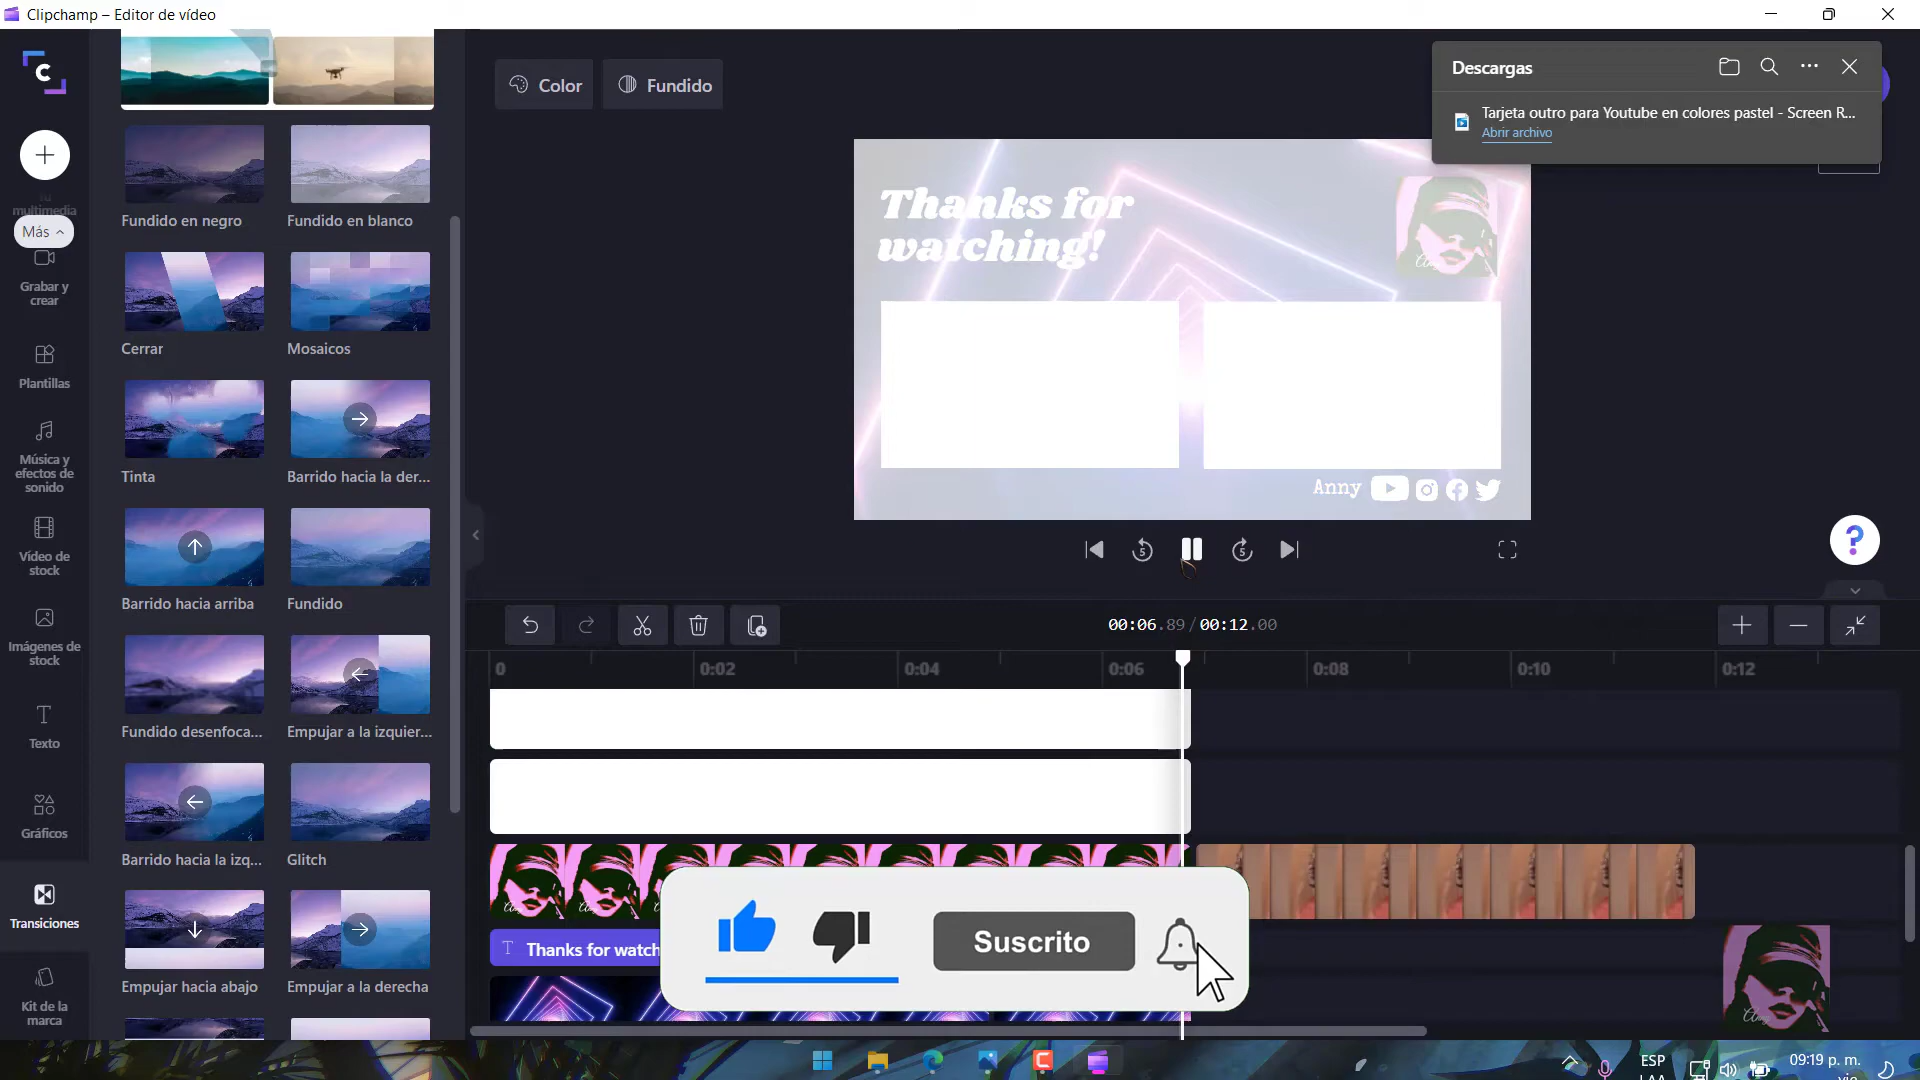 Clipchamp – Editor de vídeo
multimedia
Más
Grabar y
crear
Plantillas
Música y
efectos de
sonido
Vídeo de
stock
Imágenes de
stock
Texto
Gráficos
Transiciones
Kit de la
marca
Fundido en negro
Fundido en blanco
Cerrar
Mosaicos
Tinta
Barrido hacia la der...
Barrido hacia arriba
Fundido
Fundido desenfoca...
Empujar a la izquier...
Barrido hacia la izq...
Glitch
Empujar hacia abajo
Empujar a la derecha
Color
Fundido
Descargas
Tarjeta outro para Youtube en colores pastel - Screen R...
Abrir archivo
Thanks for
watching!
Anny
5
5
?
00:06.89 / 00:12.00
0
0:02
0:04
0:06
0:08
0:10
0:12
T Thanks for watch
Suscrito
ESP
LAA
09:19 p. m.